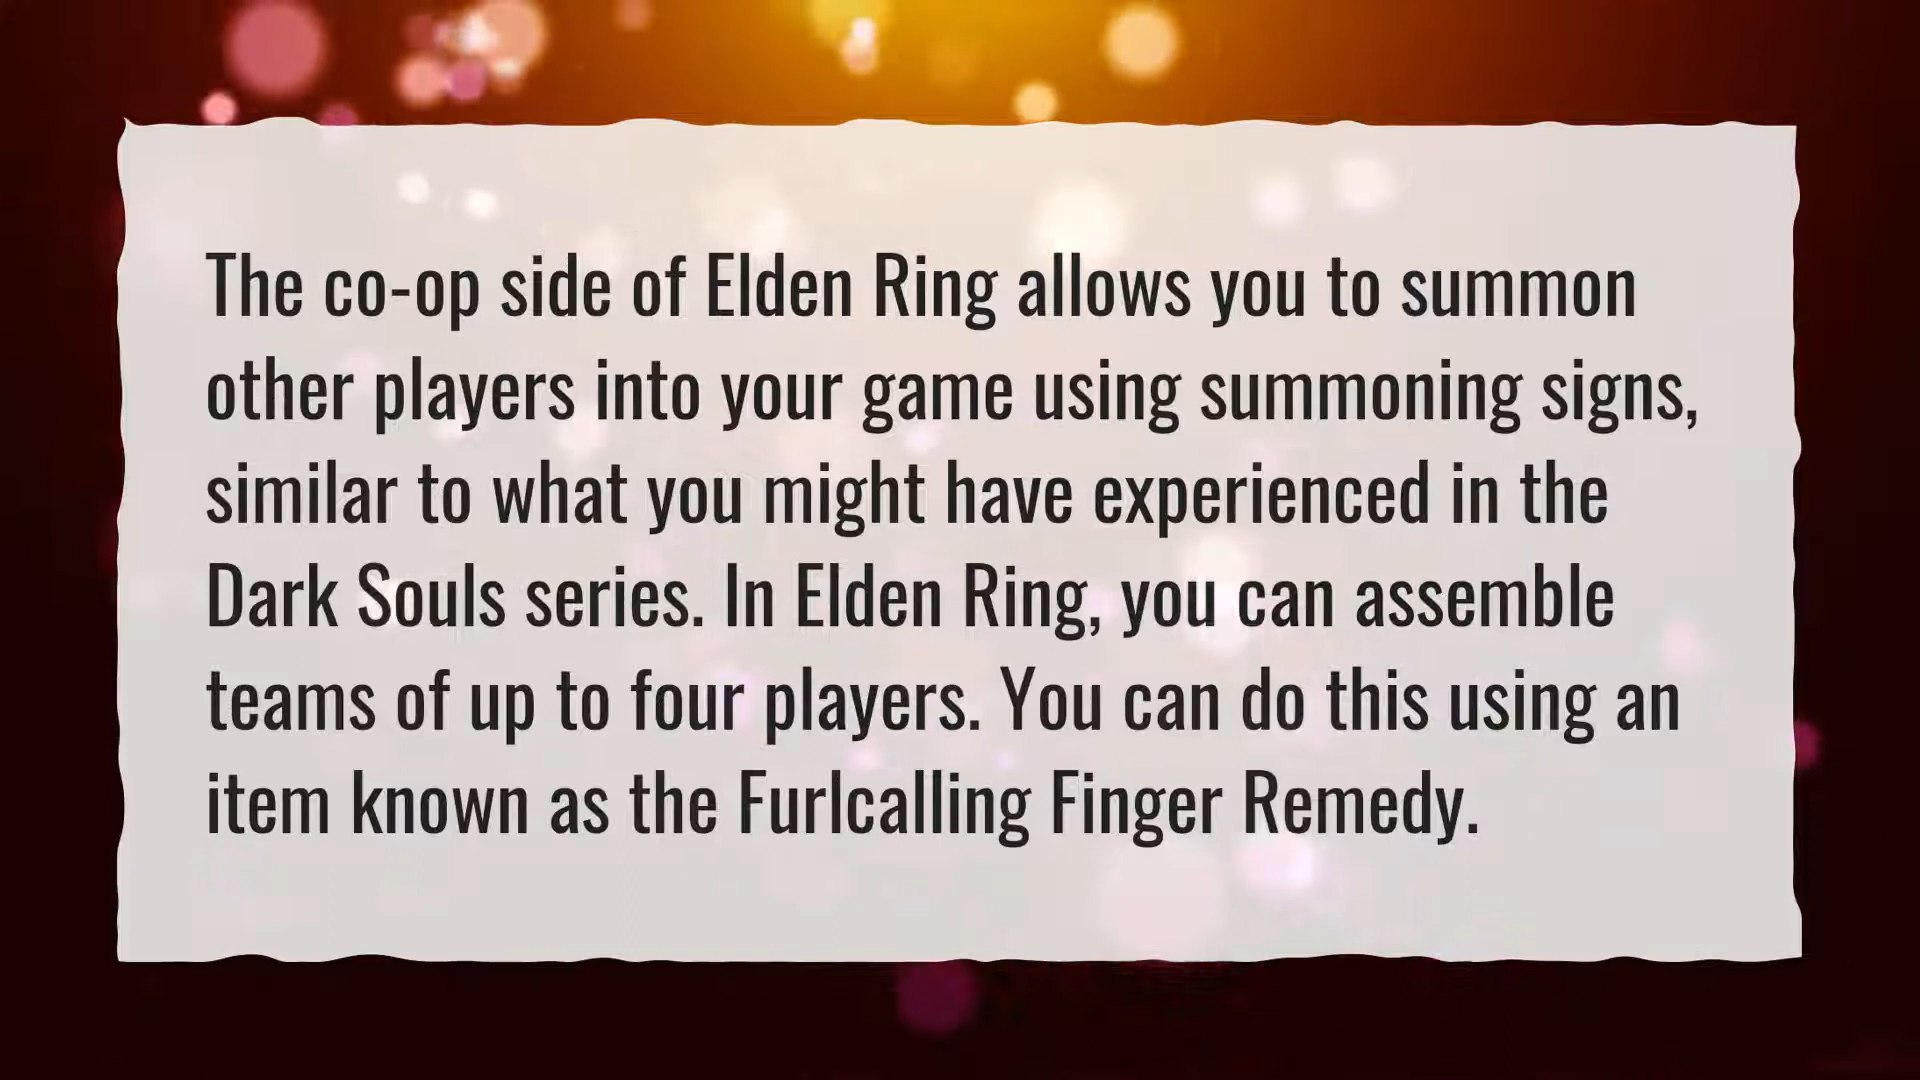 The co-op side of Elden Ring allows you to summon
other players into your game using summoning signs,
similar to what you might have experienced in the
Dark Souls series. In Elden Ring, you can assemble
teams of up to four players. You can do this using an
item known as the Furlcalling Finger Remedy.